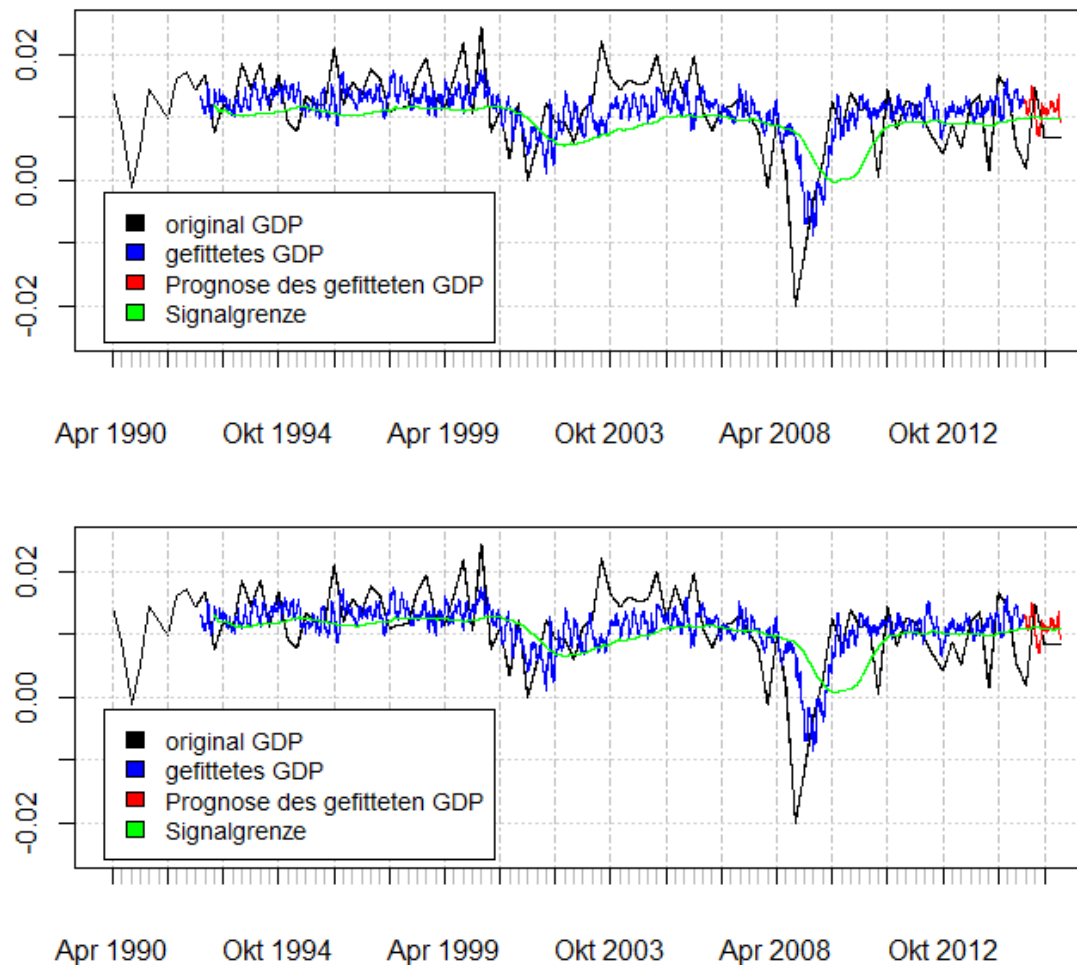 0.02
0.00
-0.02
original GDP
gefittetes GDP
Prognose des gefitteten GDP
Signalgrenze
Apr 1990 Okt 1994 Apr 1999 Okt 2003 Apr 2008 Okt 2012
0.02
0.00
-0.02
original GDP
gefittetes GDP
Prognose des gefitteten GDP
Signalgrenze
Apr 1990 Okt 1994 Apr 1999 Okt 2003 Apr 2008 Okt 2012